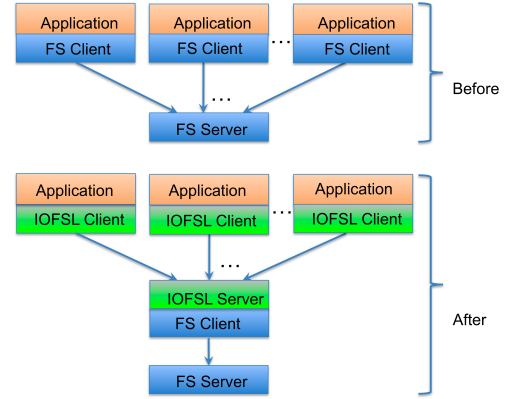 Application Application Application
FS Client FS Client ... FS Client
...
Before
FS Server
Application Application Application
IOFSL Client IOFSL Client ... IOFSL Client
...
IOFSL Server
After
FS Client
FS Server